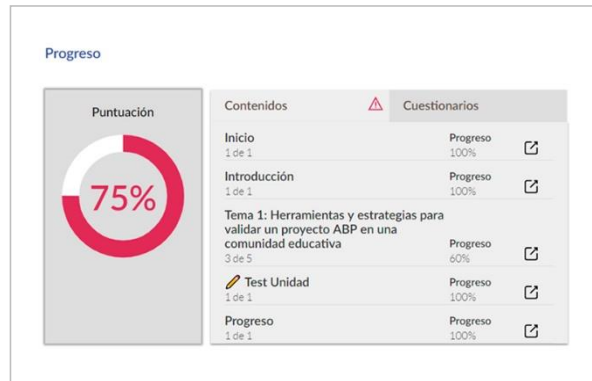 Progreso
Puntuación
75%
Contenidos
Cuestionarios
Inicio
Progreso
1 de 1
100%
Introducción
Progreso
1 de 1
100%
Tema 1: Herramientas y estrategias para
validar un proyecto ABP en una
comunidad educativa
Progreso
3 de 5
60%
Test Unidad
Progreso
1 de 1
100%
Progreso
Progreso
1 de 1
100%